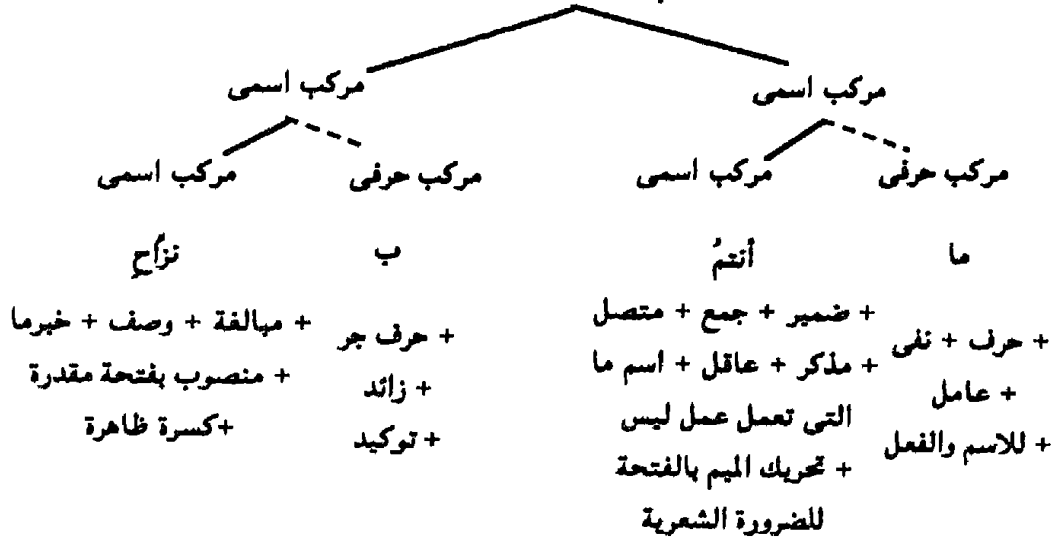 مركب اسمى مركب اسمى
مركب حرفى مركب اسمى مركب حرفى مركب اسمى
ما أنتمُ ب نزَّاحٍ
+ حرف + نفى
+ عامل
+ للاسم والفعل
+ ضمير + جمع + متصل
+ مذكر + عاقل + اسم ما
التى تعمل عمل ليس
+ تحريك الميم بالفتحة
للضرورة الشعرية
+ حرف جر
+ زائد
+ توكيد
+ مبالغة + وصف + خبرما
+ منصوب بفتحة مقدرة
+كسرة ظاهرة